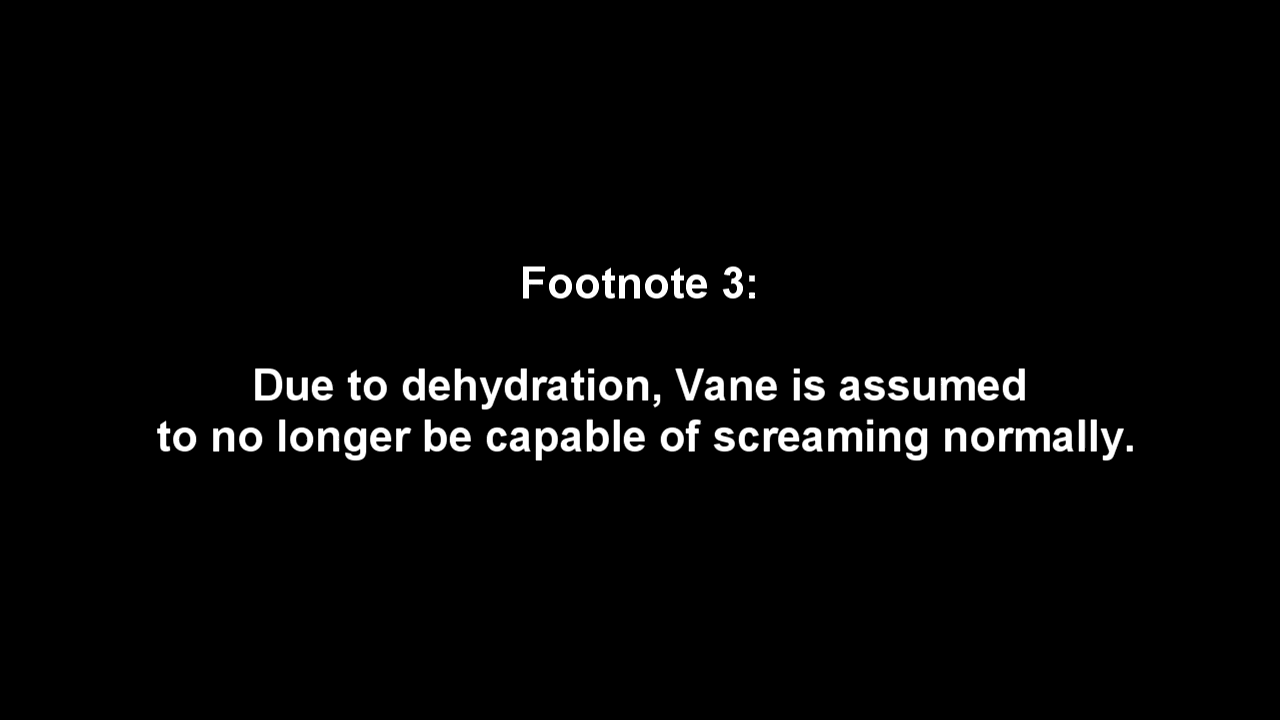 Footnote 3:
Due to dehydration, Vane is assumed
to no longer be capable of screaming normally.